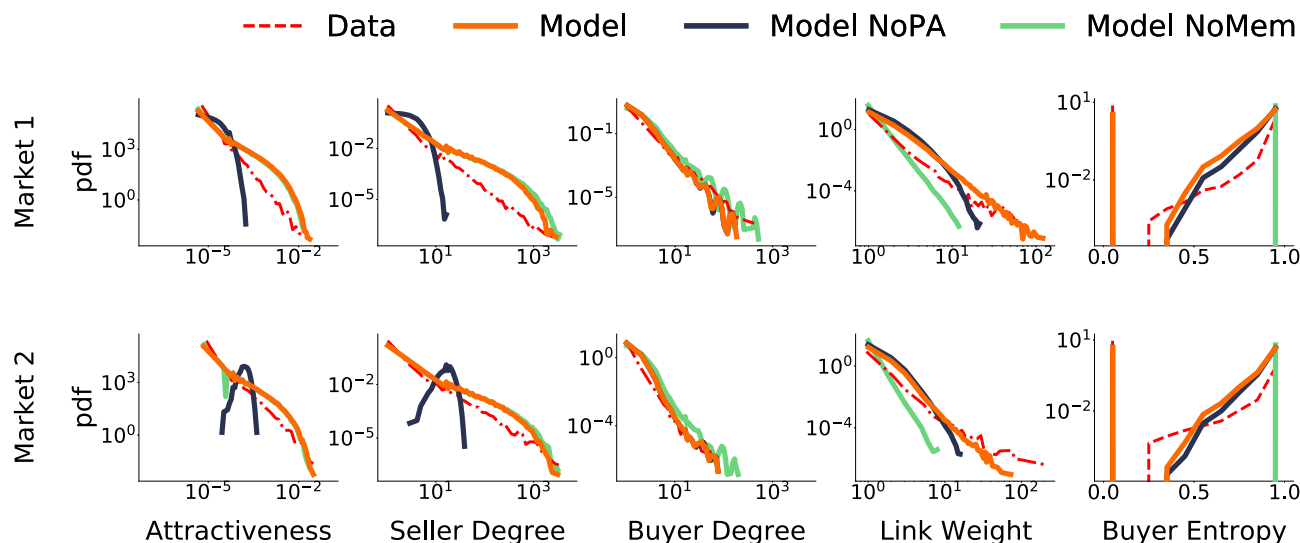 Data Model Model NoPA Model NoMem
Market 1
pdf
10³ 10⁰ 10⁻⁵ 10⁻²
10⁻² 10⁻⁵ 10¹ 10³
10⁻¹ 10⁻⁵ 10¹ 10³
10⁰ 10⁻⁴ 10⁰ 10¹ 10²
10¹ 10⁻² 0.0 0.5 1.0
Market 2
pdf
10³ 10⁰ 10⁻⁵ 10⁻²
10⁻² 10⁻⁵ 10¹ 10³
10⁰ 10⁻⁴ 10¹ 10³
10⁰ 10⁻⁴ 10⁰ 10¹ 10²
10¹ 10⁻² 0.0 0.5 1.0
Attractiveness Seller Degree Buyer Degree Link Weight Buyer Entropy